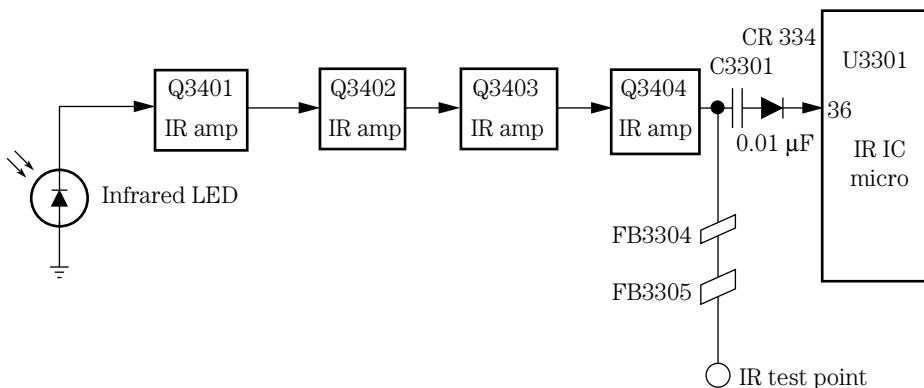 CR 334
C3301
U3301
Q3401
IR amp
Q3402
IR amp
Q3403
IR amp
Q3404
IR amp
36
0.01 μF
IR IC
micro
Infrared LED
FB3304
FB3305
IR test point